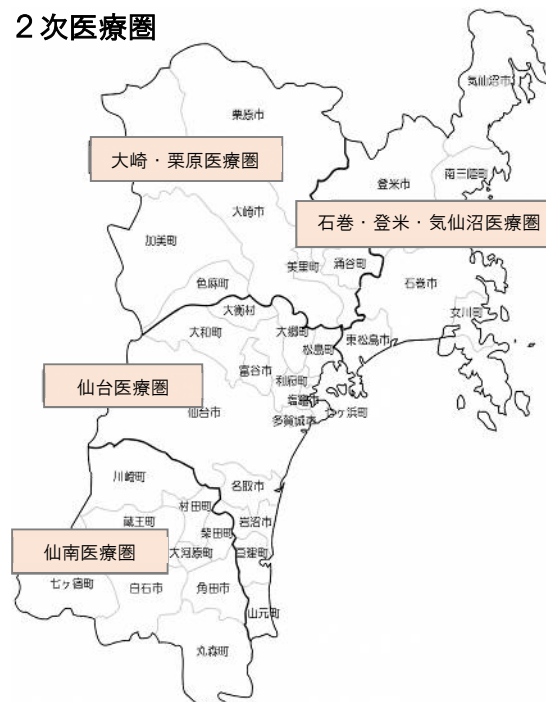 ２次医療圏
気仙沼市
栗原市
大崎・栗原医療圏
登米市
南三陸町
大崎市
石巻・登米・気仙沼医療圏
加美町
美里町
涌谷町
石巻市
色麻町
女川町
大衡村
大和町
大郷町
松島町
東松島市
富谷市
利府町
仙台医療圏
塩竈市
七ヶ浜町
仙台市
多賀城市
川崎町
名取市
村田町
蔵王町
岩沼市
柴田町
仙南医療圏
大河原町
亘理町
七ヶ宿町
白石市
角田市
山元町
丸森町